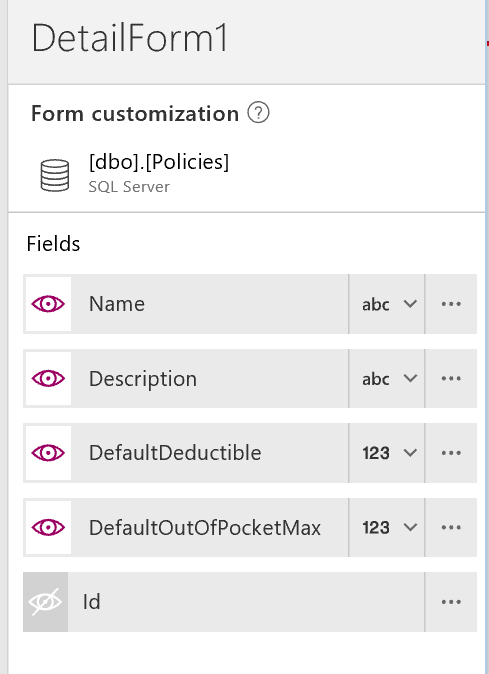 DetailForm1
Form customization ?
[dbo].[Policies]
SQL Server
Fields
Name abc ...
Description abc ...
DefaultDeductible 123 ...
DefaultOutOfPocketMax 123 ...
Id ...